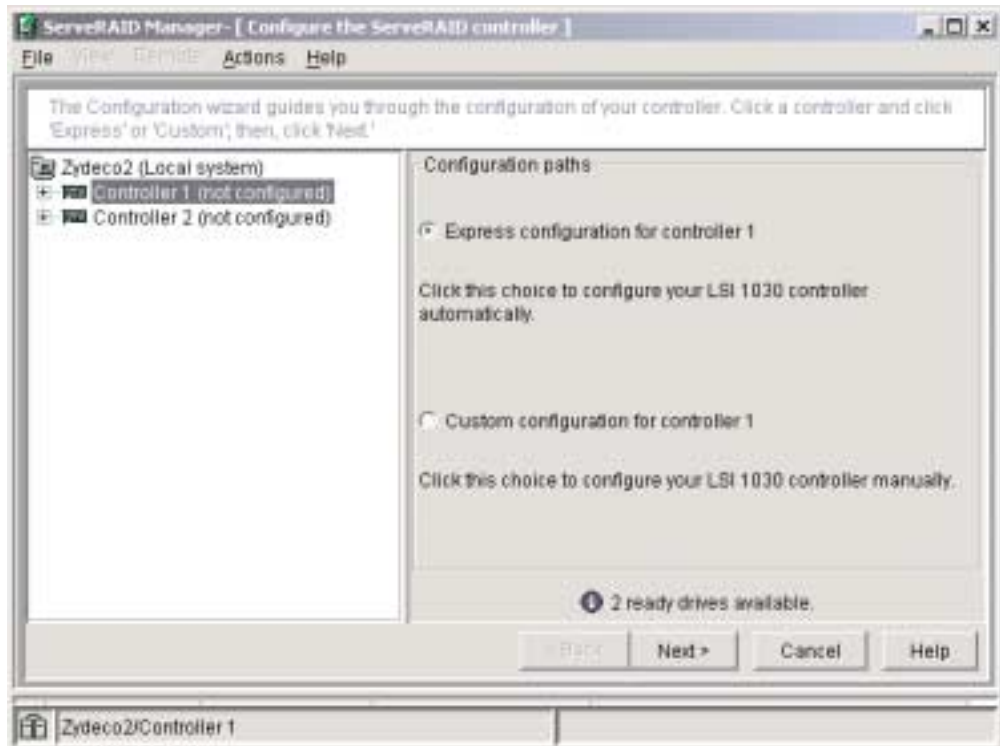 ServeRAID Manager- [ Configure the ServeRAID controller ]
File View Remote Actions Help
The Configuration wizard guides you through the configuration of your controller. Click a controller and click
'Express' or 'Custom'; then, click 'Next.'
Zydeco2 (Local system)
Controller 1 (not configured)
Controller 2 (not configured)
Configuration paths
Express configuration for controller 1
Click this choice to configure your LSI 1030 controller
automatically.
Custom configuration for controller 1
Click this choice to configure your LSI 1030 controller manually.
2 ready drives available.
< Back Next > Cancel Help
Zydeco2/Controller 1